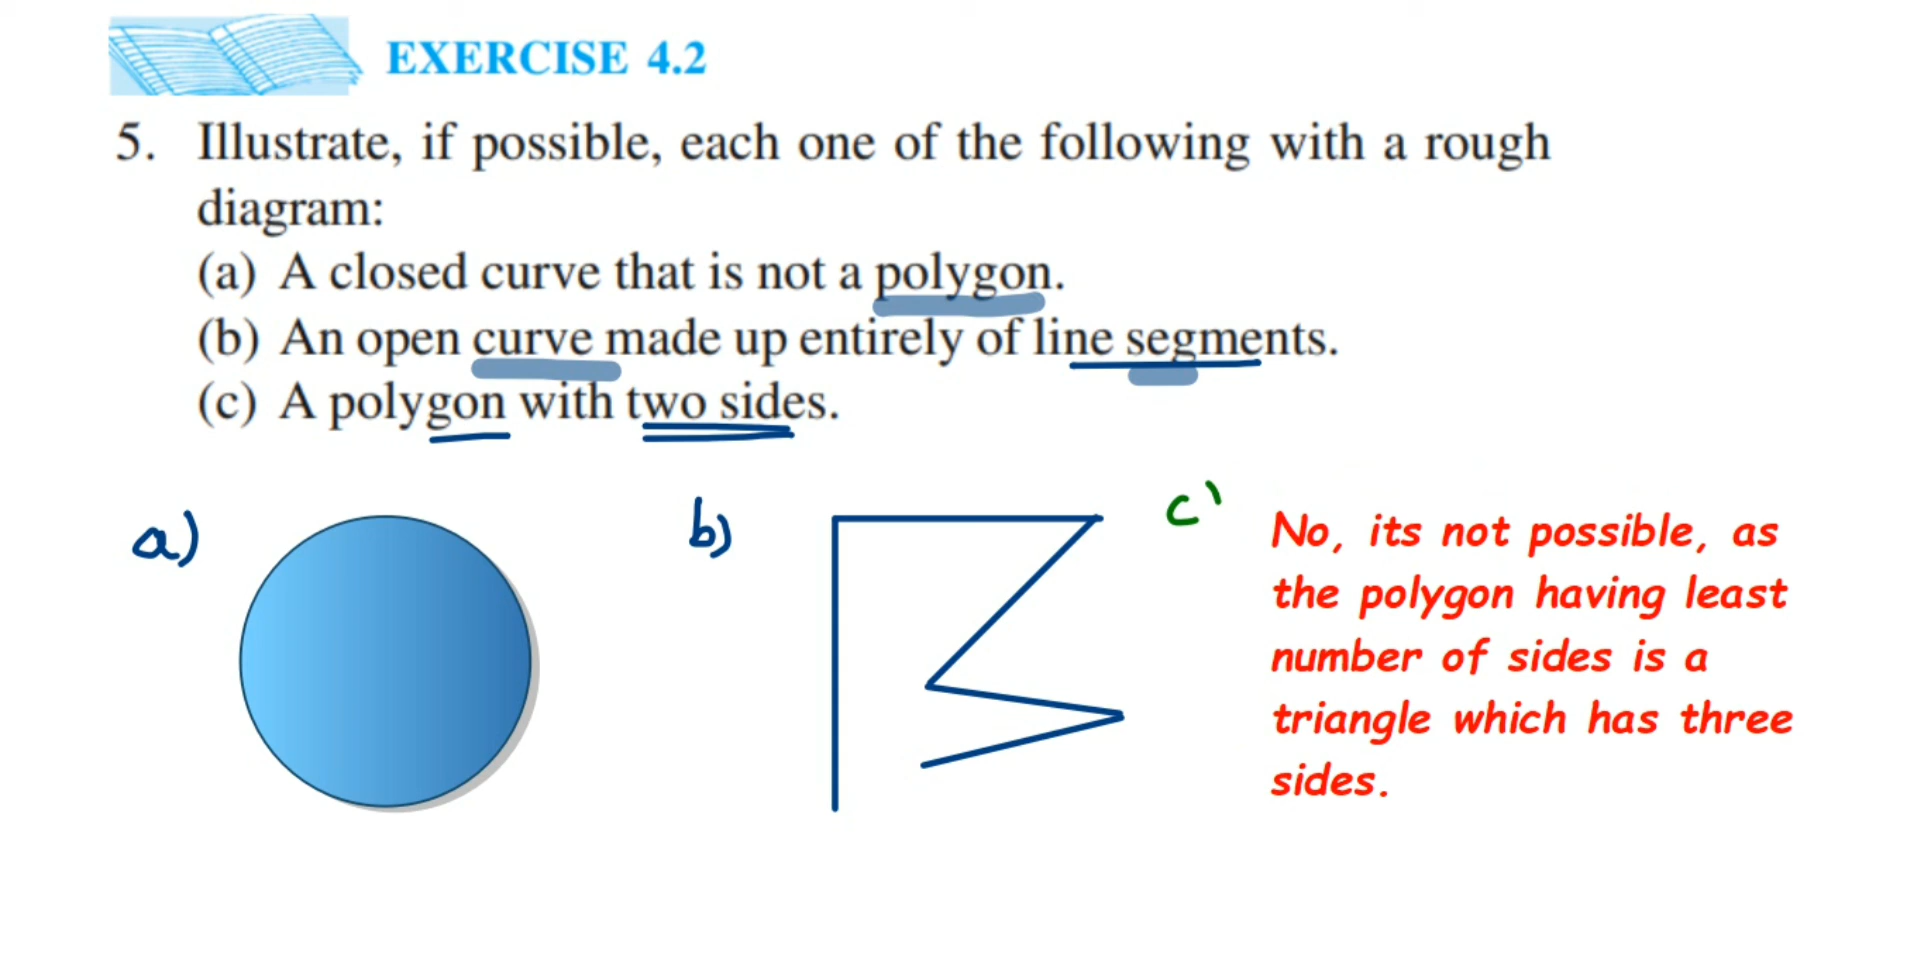 EXERCISE 4.2
5. Illustrate, if possible, each one of the following with a rough
diagram:
(a) A closed curve that is not a polygon.
(b) An open curve made up entirely of line segments.
(c) A polygon with two sides.
a)
b)
c)
No, its not possible, as
the polygon having least
number of sides is a
triangle which has three
sides.